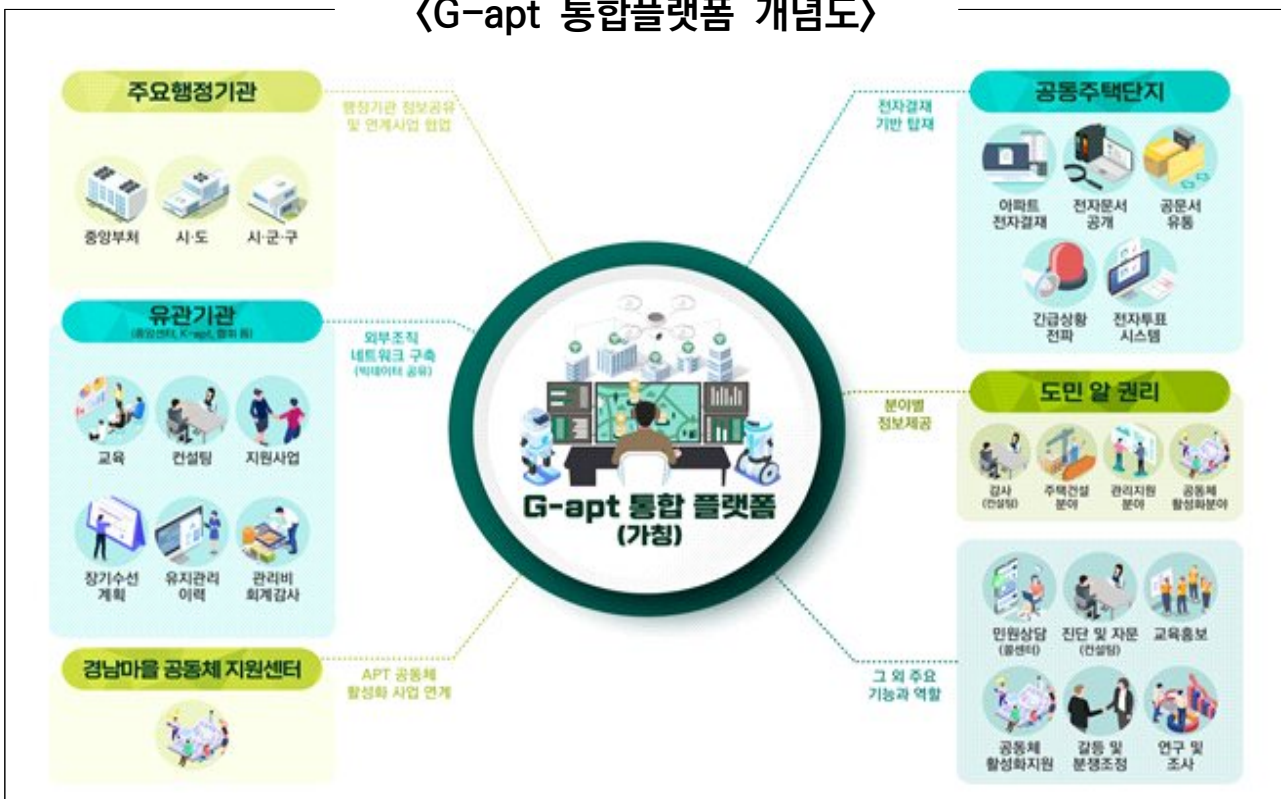 <G-apt 통합플랫폼 개념도>
주요행정기관
중앙부처
시·도
시·군·구
행정기관 정보공유
및 연계사업 협업
유관기관
(중앙센터, K-apt, 협회 등)
교육
컨설팅
지원사업
장기수선
계획
유지관리
이력
관리비
회계감사
외부조직
네트워크 구축
(빅데이터 공유)
경남마을 공동체 지원센터
APT 공동체
활성화 사업 연계
G-apt 통합 플랫폼
(가칭)
전자결재
기반 탑재
공동주택단지
아파트
전자결재
전자문서
공개
공문서
유통
긴급상황
전파
전자투표
시스템
분야별
정보제공
도민 알 권리
감사
(컨설팅)
주택건설
분야
관리지원
분야
공동체
활성화분야
그 외 주요
기능과 역할
민원상담
(콜센터)
진단 및 자문
(컨설팅)
교육홍보
공동체
활성화지원
갈등 및
분쟁조정
연구 및
조사